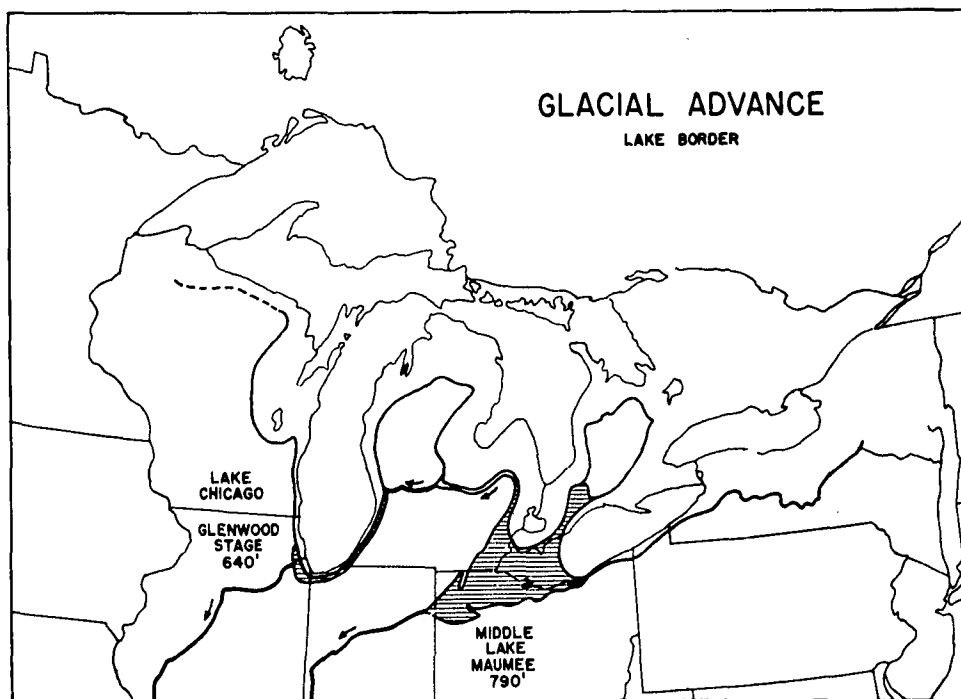 GLACIAL ADVANCE
LAKE BORDER
LAKE
CHICAGO
GLENWOOD
STAGE
640'
MIDDLE
LAKE
MAUMEE
790'